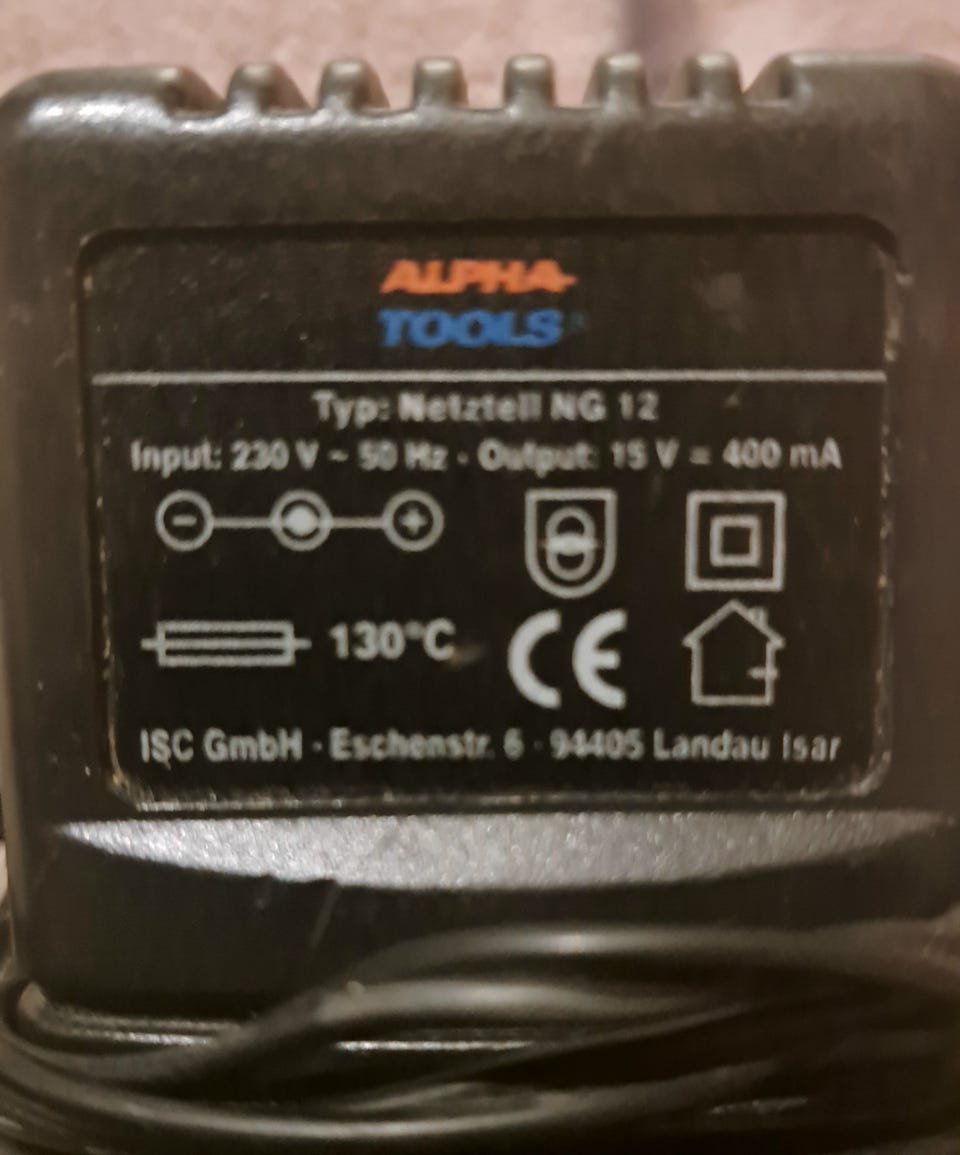 ALPHA
TOOLS
Typ: Netzteil NG 12
Input: 230 V ~ 50 Hz · Output: 15 V = 400 mA
130°C
CE
ISC GmbH · Eschenstr. 6 · 94405 Landau Isar